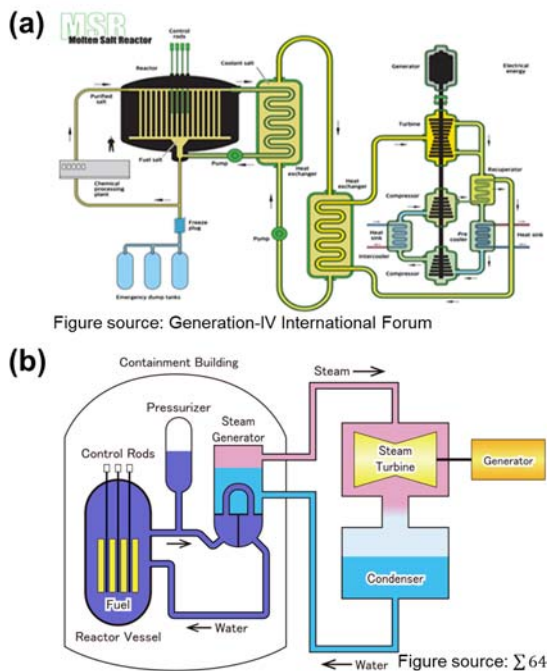 (a)
MSR
Molten Salt Reactor
Control
rods
Reactor
Coolant salt
Purified
salt
Fuel salt
Pump
Heat
exchanger
Chemical
processing
plant
Freeze
plug
Emergency dump tanks
Pump
Heat
exchanger
Generator
Electrical
energy
Turbine
Recuperator
Compressor
Heat
sink
Pre
cooler
Heat sink
Intercooler
Compressor
Figure source: Generation-IV International Forum
(b)
Containment Building
Pressurizer
Steam
Generator
Control Rods
Fuel
Reactor Vessel
Water
Steam
Steam
Turbine
Generator
Condenser
Water
Figure source: ∑64